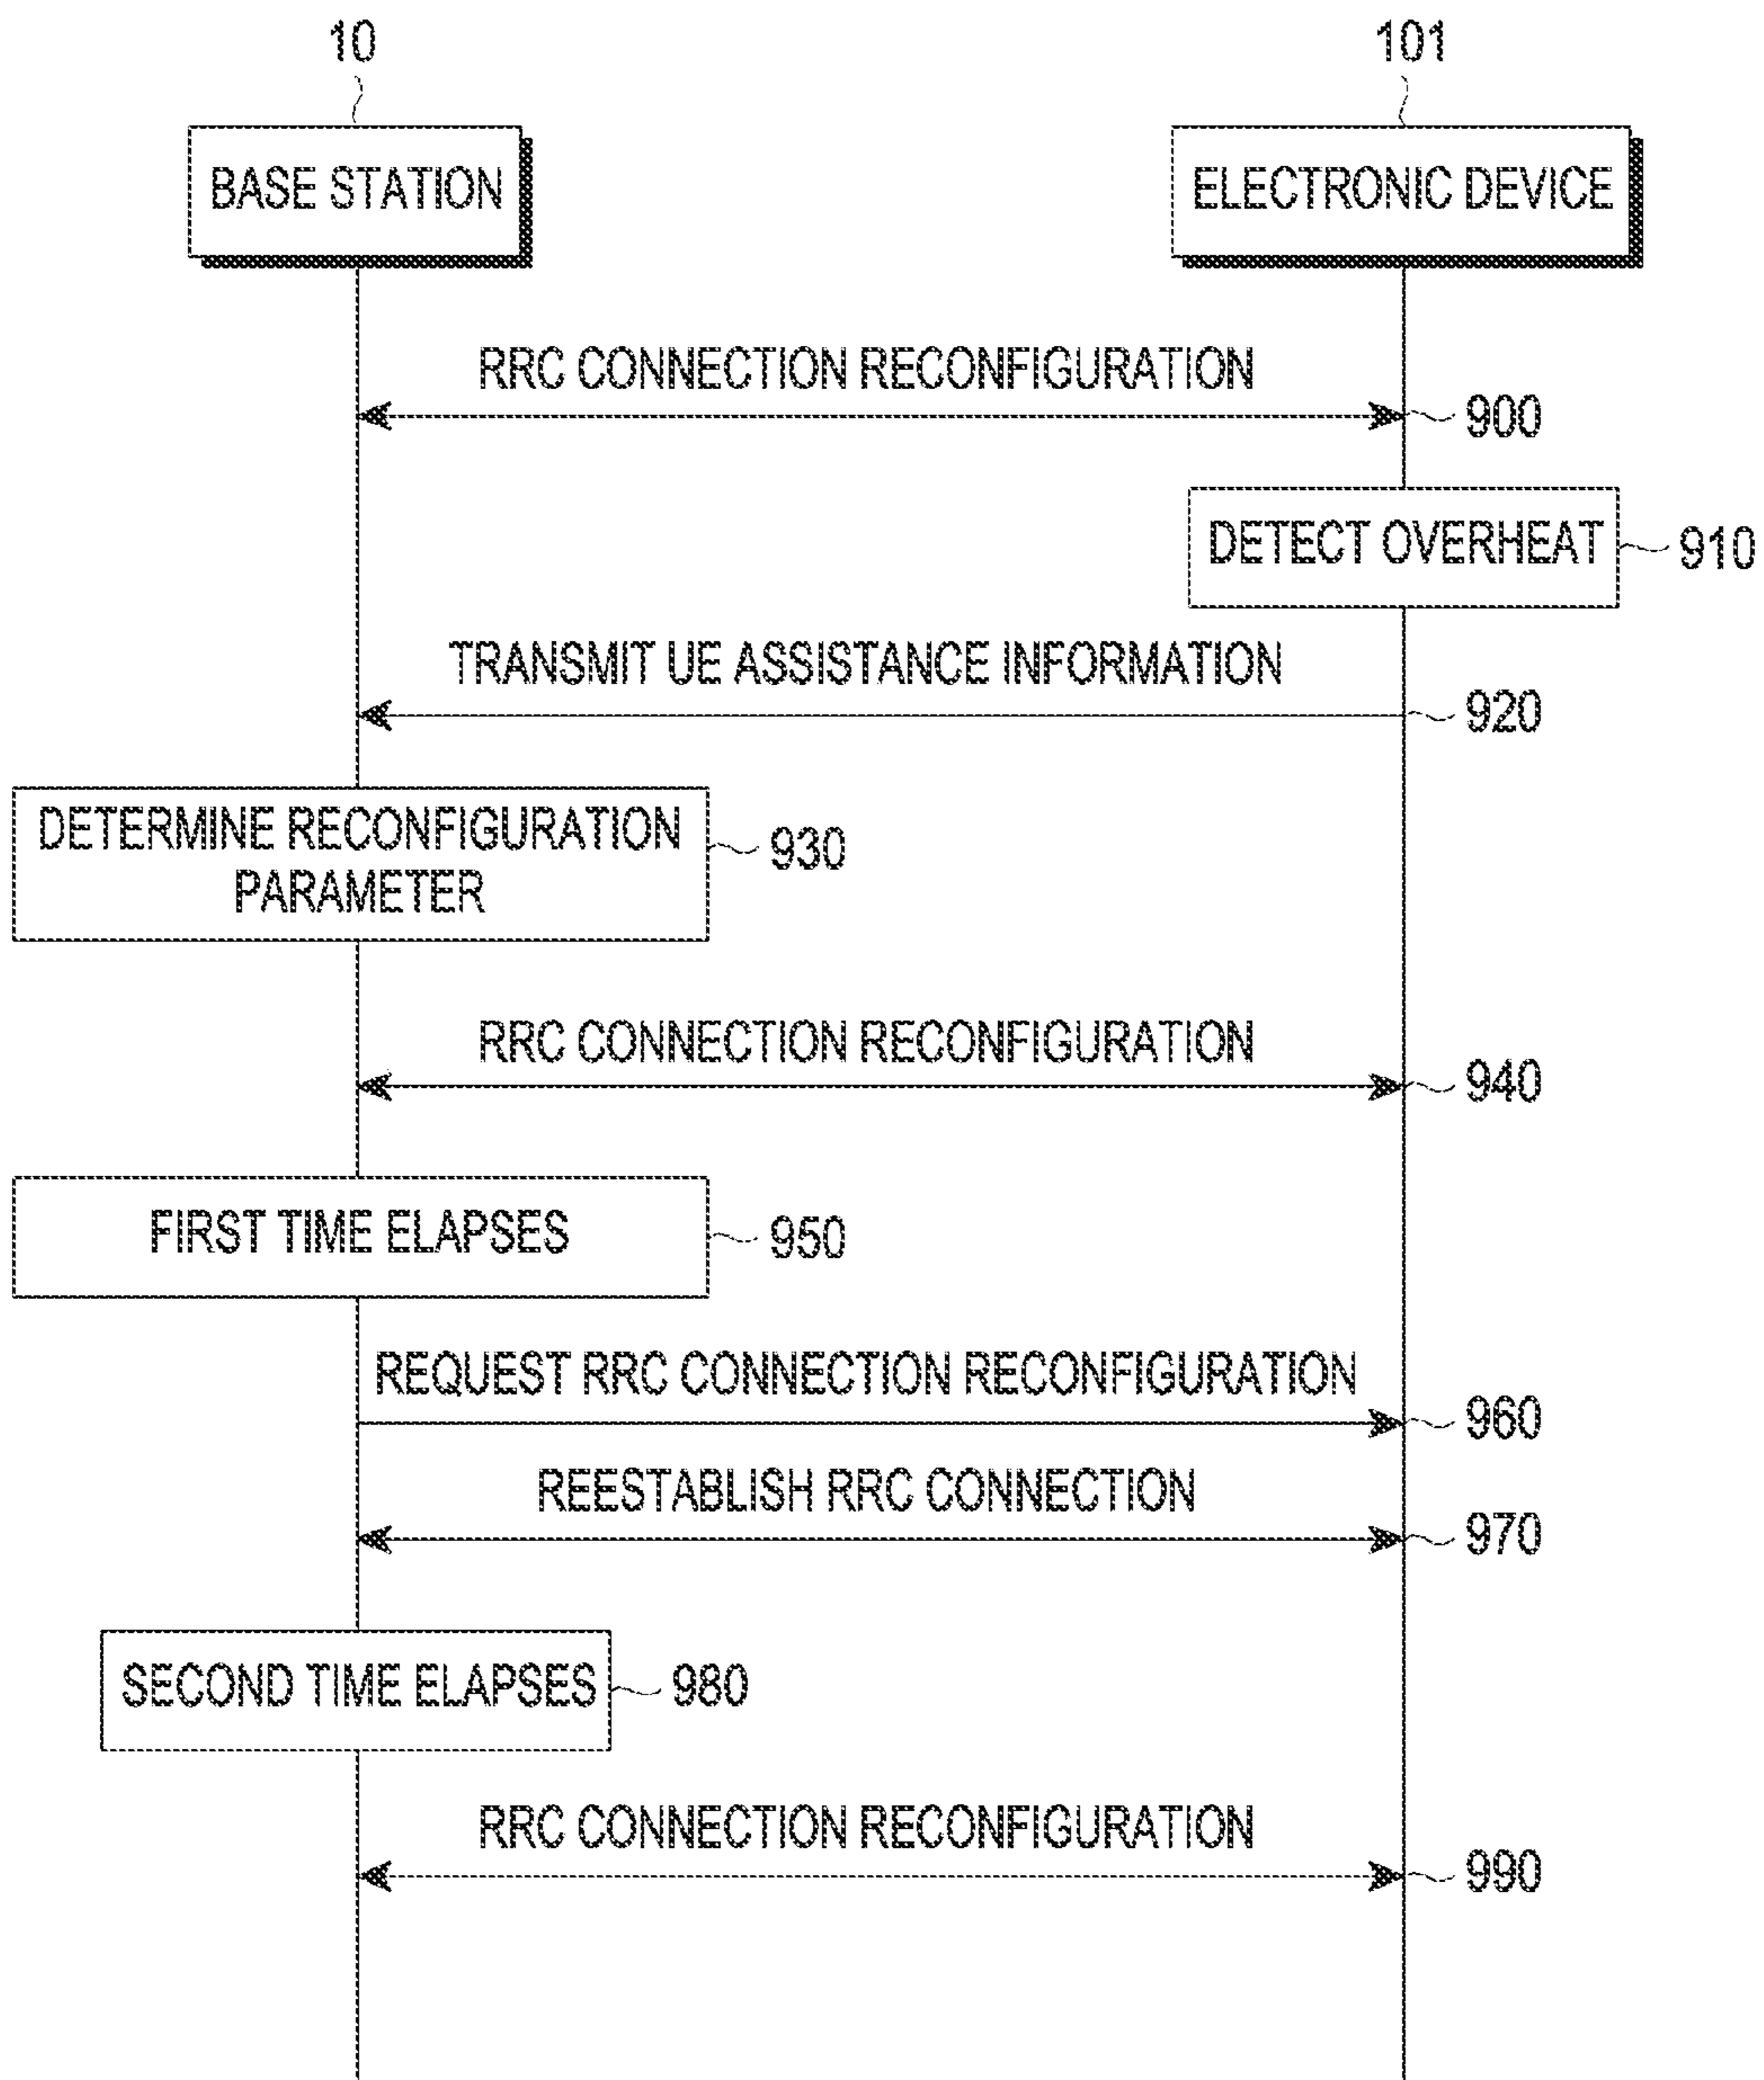 10
101
BASE STATION
ELECTRONIC DEVICE
RRC CONNECTION RECONFIGURATION
900
DETECT OVERHEAT
910
TRANSMIT UE ASSISTANCE INFORMATION
920
DETERMINE RECONFIGURATION
PARAMETER
930
RRC CONNECTION RECONFIGURATION
940
FIRST TIME ELAPSES
950
REQUEST RRC CONNECTION RECONFIGURATION
960
REESTABLISH RRC CONNECTION
970
SECOND TIME ELAPSES
980
RRC CONNECTION RECONFIGURATION
990